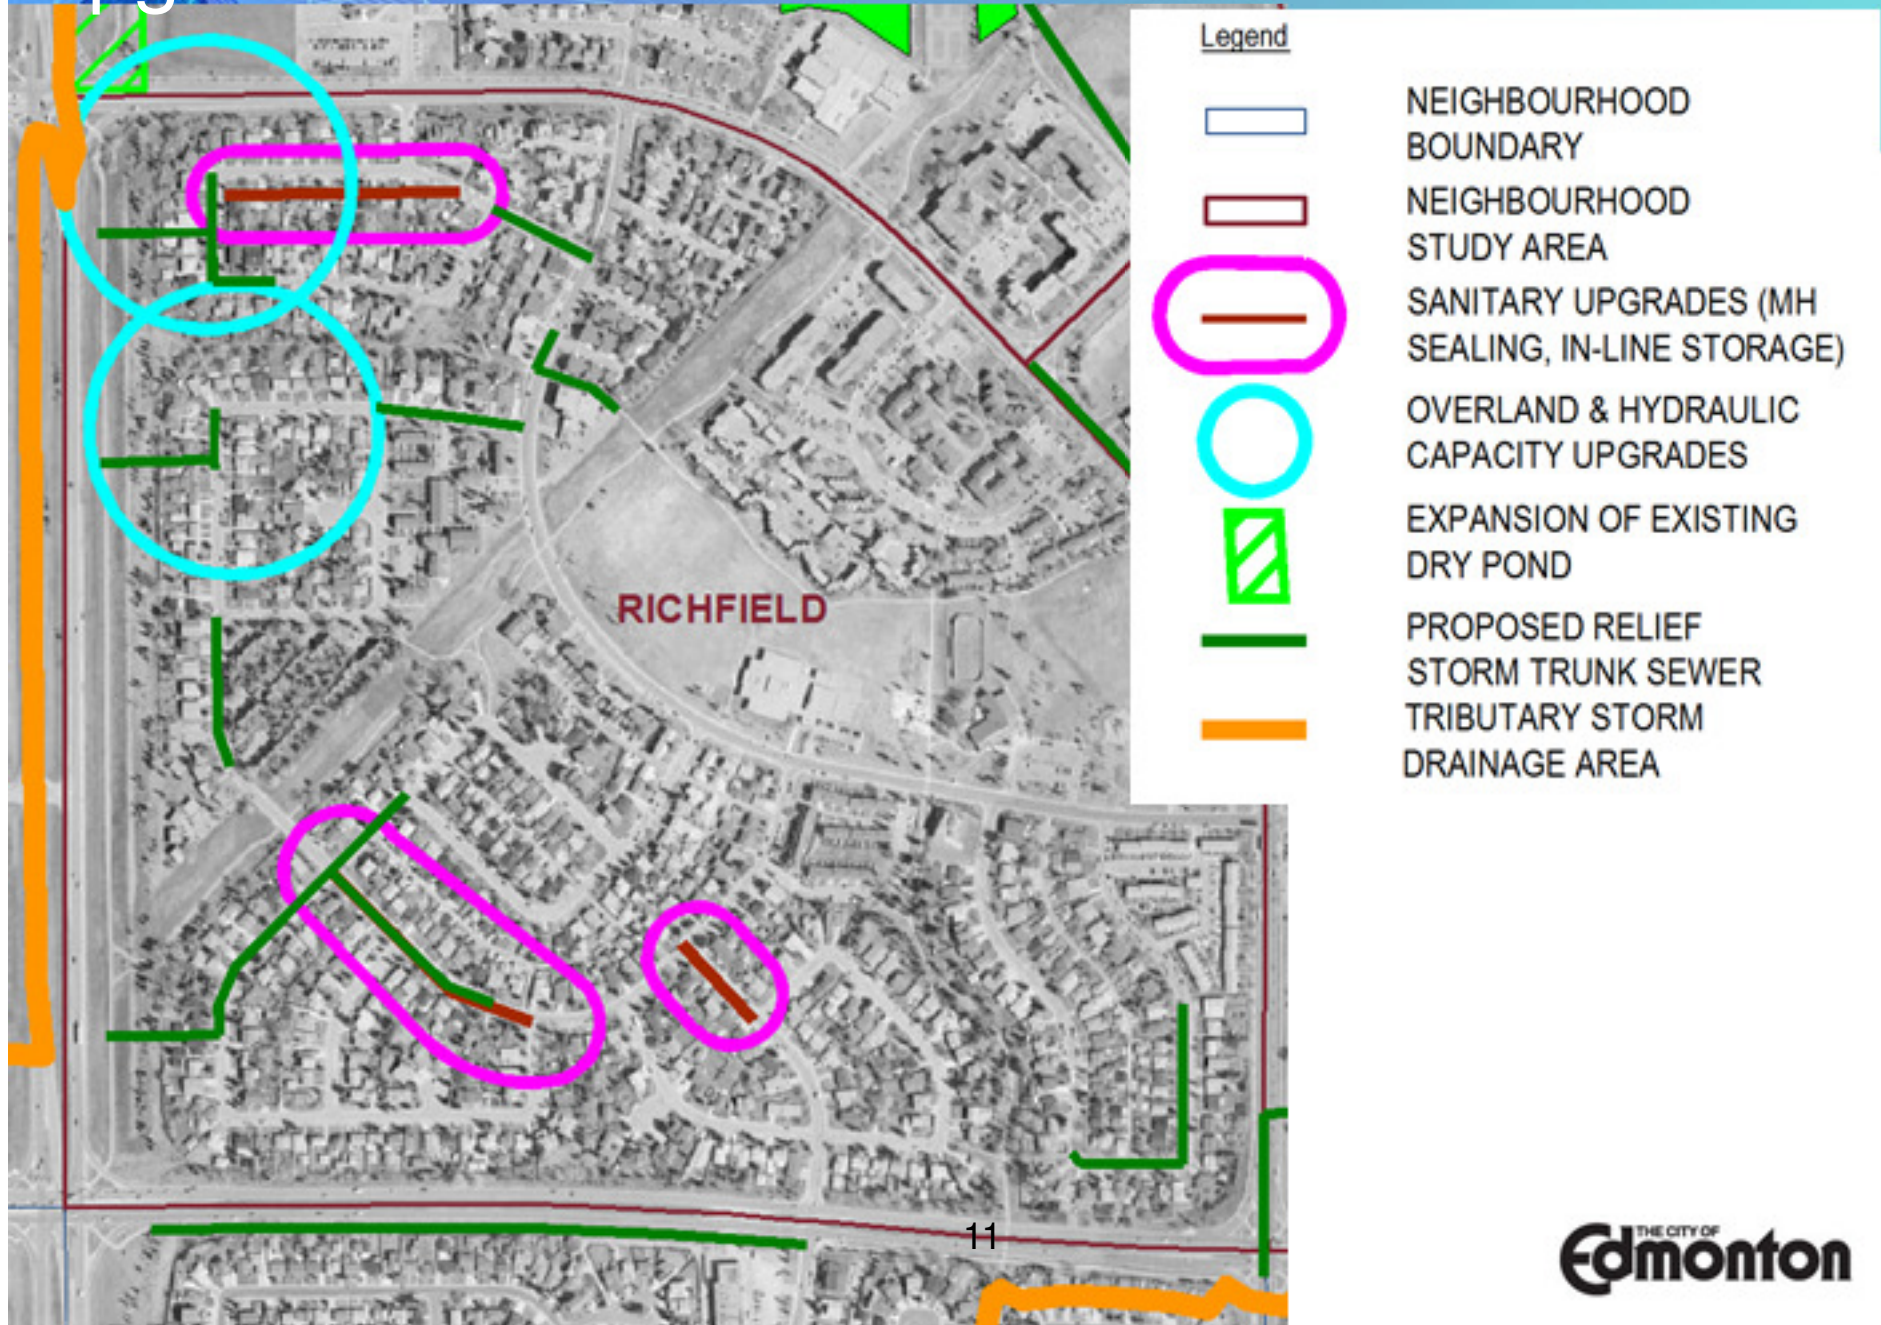 Legend
NEIGHBOURHOOD
BOUNDARY
NEIGHBOURHOOD
STUDY AREA
SANITARY UPGRADES (MH
SEALING, IN-LINE STORAGE)
OVERLAND & HYDRAULIC
CAPACITY UPGRADES
EXPANSION OF EXISTING
DRY POND
PROPOSED RELIEF
STORM TRUNK SEWER
TRIBUTARY STORM
DRAINAGE AREA
RICHFIELD
11
THE CITY OF
Edmonton